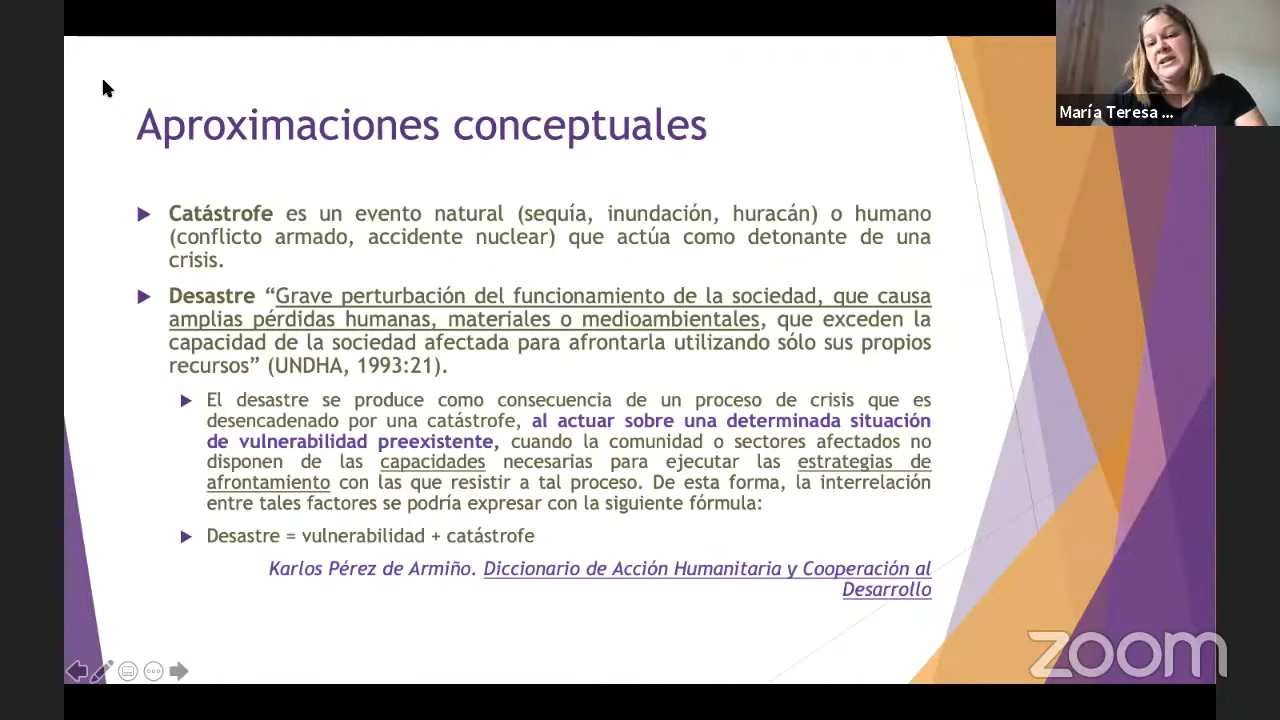 María Teresa ...
Aproximaciones conceptuales
Catástrofe es un evento natural (sequía, inundación, huracán) o humano
(conflicto armado, accidente nuclear) que actúa como detonante de una
crisis.
Desastre “Grave perturbación del funcionamiento de la sociedad, que causa
amplias pérdidas humanas, materiales o medioambientales, que exceden la
capacidad de la sociedad afectada para afrontarla utilizando sólo sus propios
recursos” (UNDHA, 1993:21).
El desastre se produce como consecuencia de un proceso de crisis que es
desencadenado por una catástrofe, al actuar sobre una determinada situación
de vulnerabilidad preexistente, cuando la comunidad o sectores afectados no
disponen de las capacidades necesarias para ejecutar las estrategias de
afrontamiento con las que resistir a tal proceso. De esta forma, la interrelación
entre tales factores se podría expresar con la siguiente fórmula:
Desastre = vulnerabilidad + catástrofe
Karlos Pérez de Armiño. Diccionario de Acción Humanitaria y Cooperación al
Desarrollo
zoom